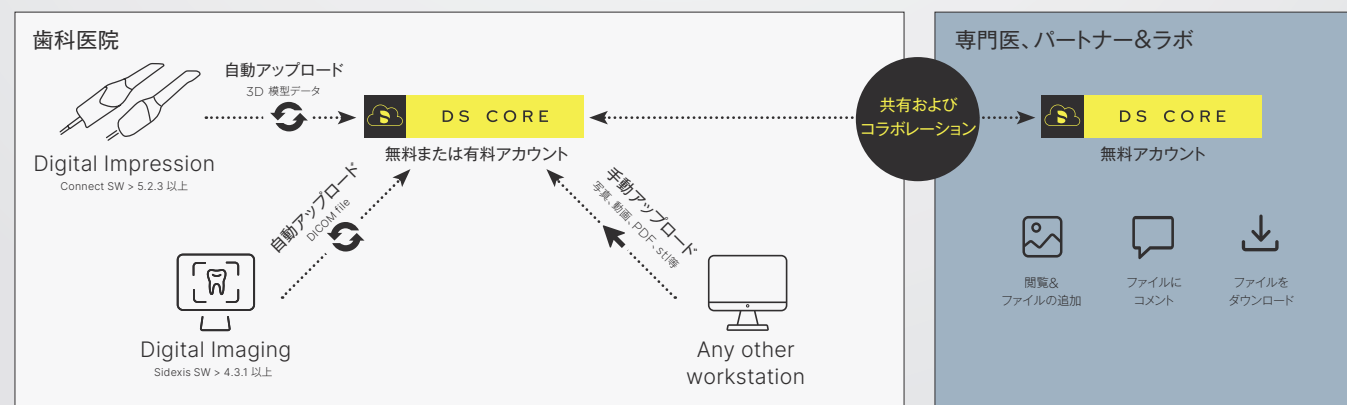 歯科医院
自動アップロード
3D 模型データ
DS CORE
無料または有料アカウント
Digital Impression
Connect SW > 5.2.3 以上
自動アップロード
DICOM file
手動アップロード
写真、動画、PDF、stl等
Digital Imaging
Sidexis SW > 4.3.1 以上
Any other
workstation
共有および
コラボレーション
専門医、パートナー&ラボ
DS CORE
無料アカウント
閲覧&
ファイルの追加
ファイルに
コメント
ファイルを
ダウンロード